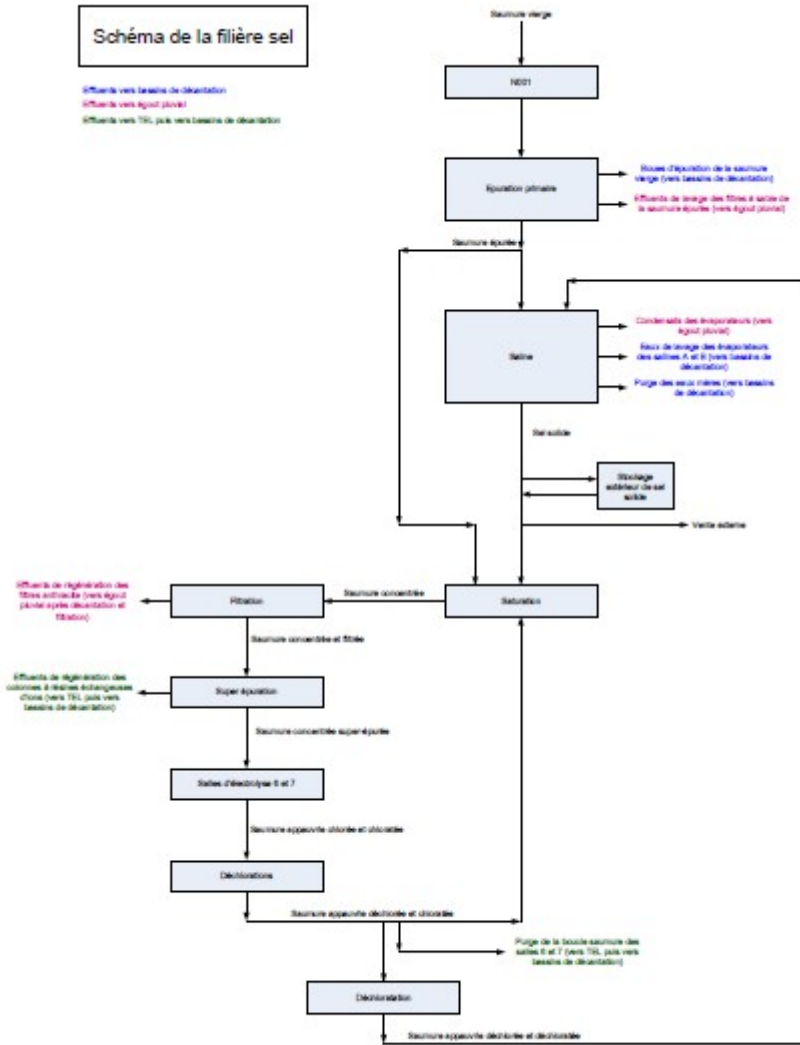 Schéma de la filière sel
Saumure vierge
Effluents vers bassins de décantation
Effluents vers égout pluvial
Effluents vers TEL puis vers bassins de décantation
N001
Epuration primaire
Boues d'épuration de la saumure
vierge (vers bassins de décantation)
Effluents de lavage des filtres à sable de
la saumure épurée (vers égout pluvial)
Saumure épurée
Saline
Condensats des évaporateurs (vers
égout pluvial)
Eaux de lavage des évaporateurs
des salines A et B (vers bassins de
décantation)
Purge des eaux mères (vers bassins
de décantation)
Sel solide
Stockage
extérieur de sel
solide
Vente externe
Effluents de régénération des
filtres anthracite (vers égout
pluvial après décantation et
filtration)
Filtration
Saumure concentrée
Saturation
Saumure concentrée et filtrée
Effluents de régénération des
colonnes à résines échangeuses
d'ions (vers TEL puis vers
bassins de décantation)
Super épuration
Saumure concentrée super-épurée
Salles d'électrolyse 6 et 7
Saumure appauvrie chlorée et chloratée
Déchlorations
Saumure appauvrie déchlorée et chloratée
Purge de la boucle saumure des
salles 6 et 7 (vers TEL puis vers
bassins de décantation)
Déchloratation
Saumure appauvrie déchlorée et déchloratée